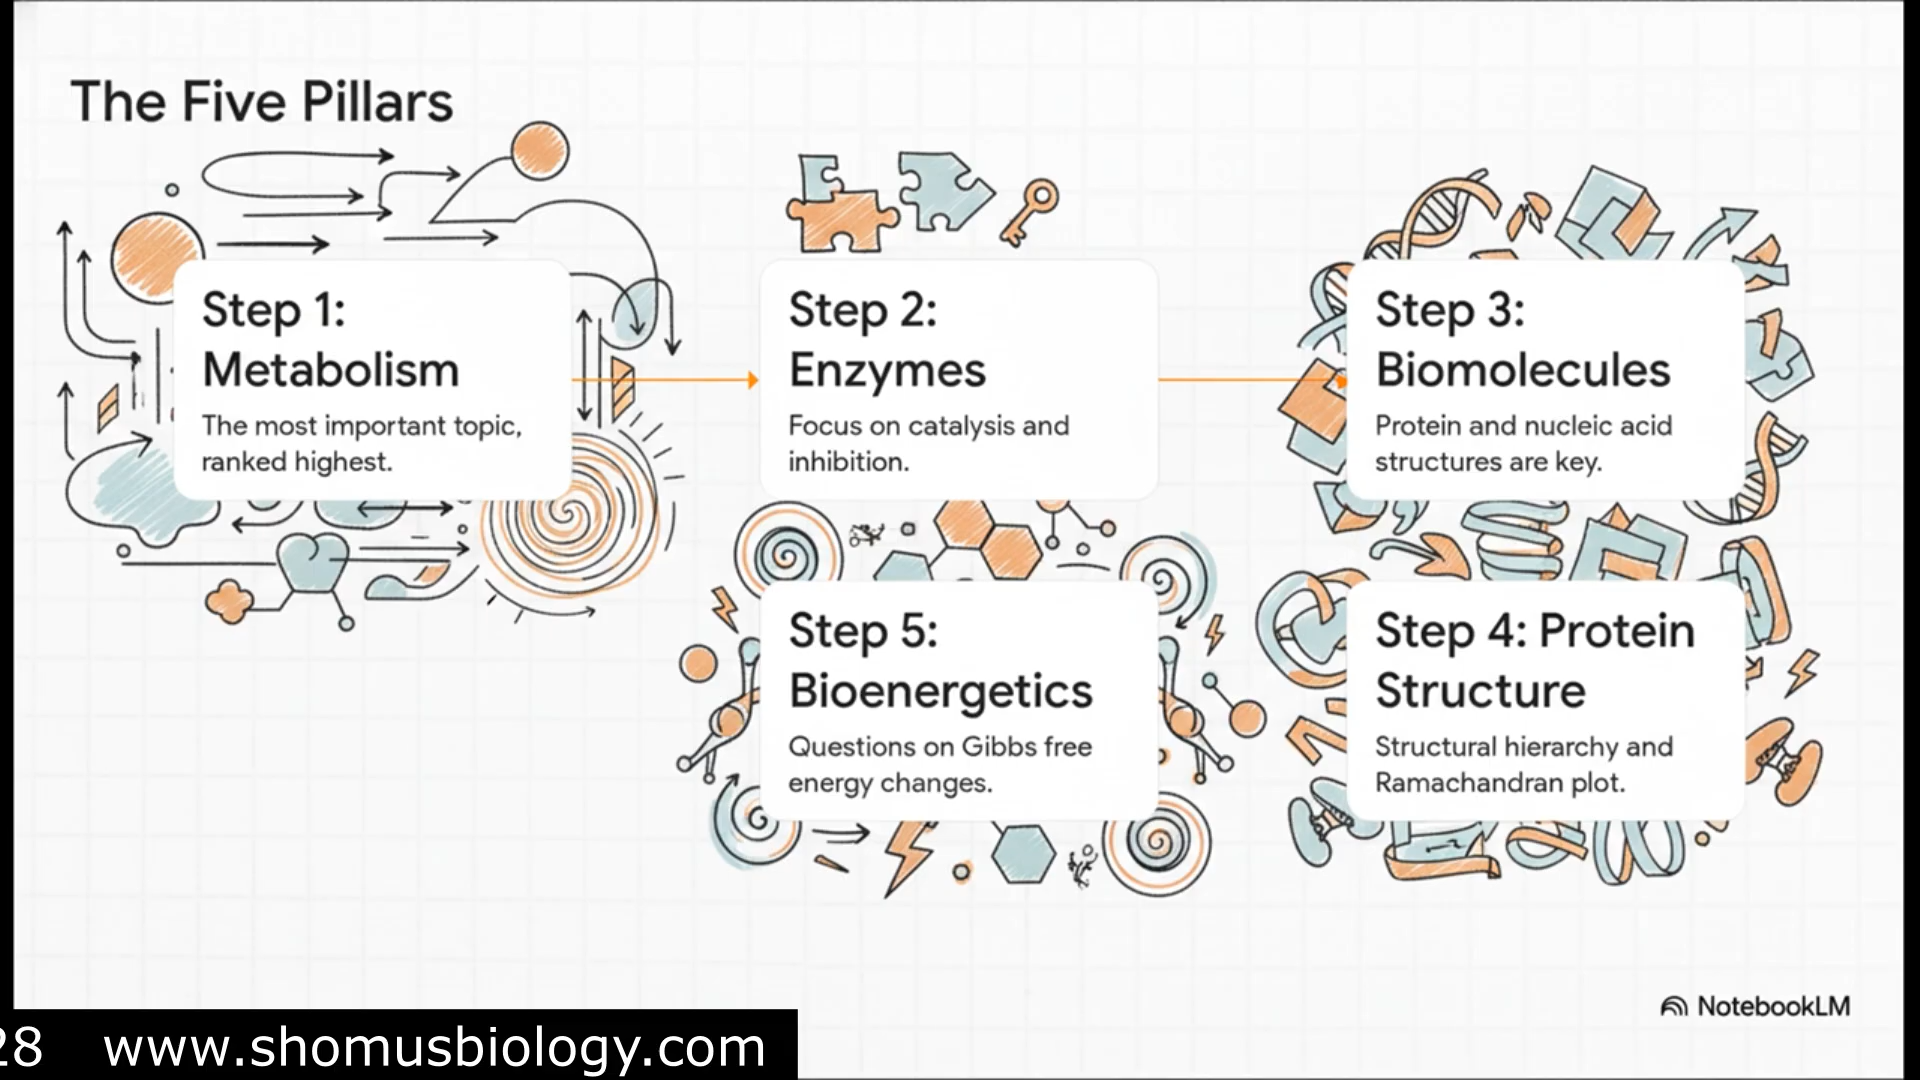 The Five Pillars
Step 1:
Metabolism
The most important topic,
ranked highest.
Step 2:
Enzymes
Focus on catalysis and
inhibition.
Step 3:
Biomolecules
Protein and nucleic acid
structures are key.
Step 4: Protein
Structure
Structural hierarchy and
Ramachandran plot.
Step 5:
Bioenergetics
Questions on Gibbs free
energy changes.
NotebookLM
28 www.shomusbiology.com